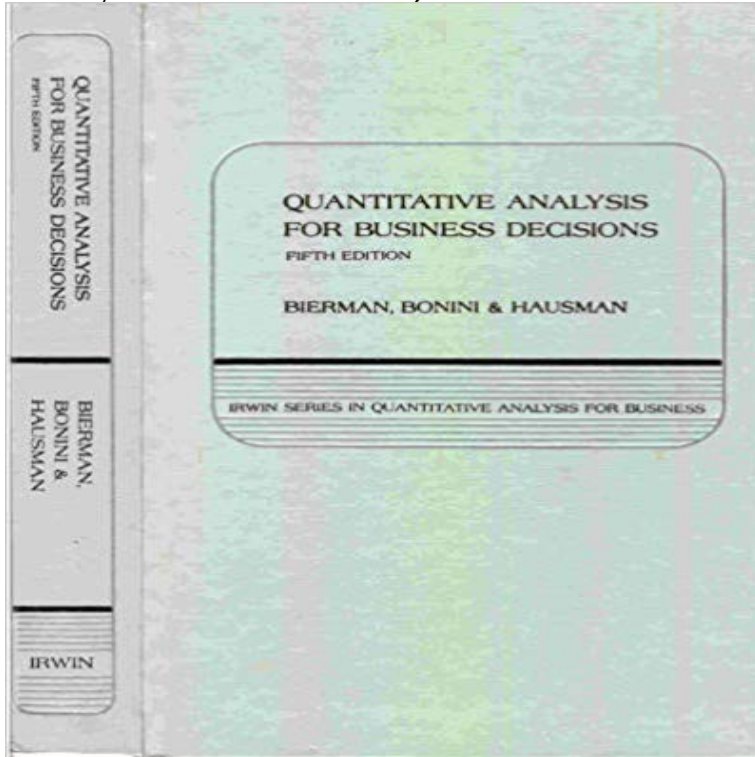 QUANTITATIVE ANALYSIS
FOR BUSINESS DECISIONS
FIFTH EDITION
BIERMAN,
BONINI &
HAUSMAN
IRWIN
QUANTITATIVE ANALYSIS
FOR BUSINESS DECISIONS
FIFTH EDITION
BIERMAN, BONINI & HAUSMAN
IRWIN SERIES IN QUANTITATIVE ANALYSIS FOR BUSINESS